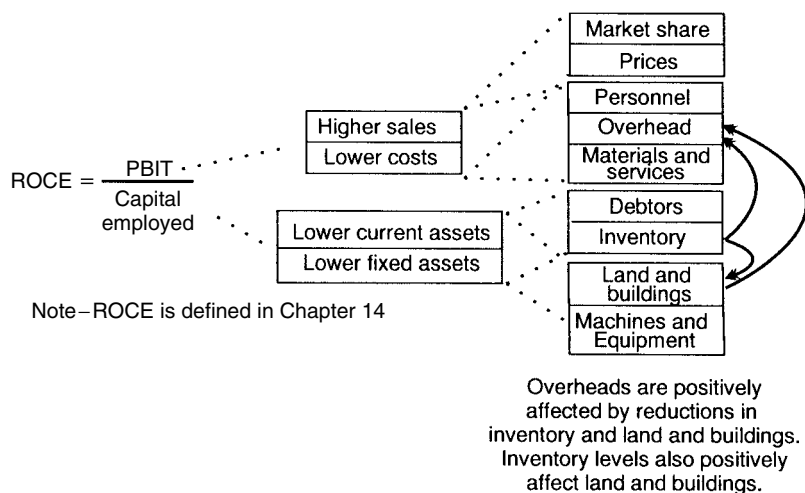 Market share
Prices
Personnel
Overhead
Materials and
services
Higher sales
Lower costs
ROCE = PBIT
Capital
employed
Debtors
Inventory
Lower current assets
Lower fixed assets
Land and
buildings
Machines and
Equipment
Note–ROCE is defined in Chapter 14
Overheads are positively
affected by reductions in
inventory and land and buildings.
Inventory levels also positively
affect land and buildings.